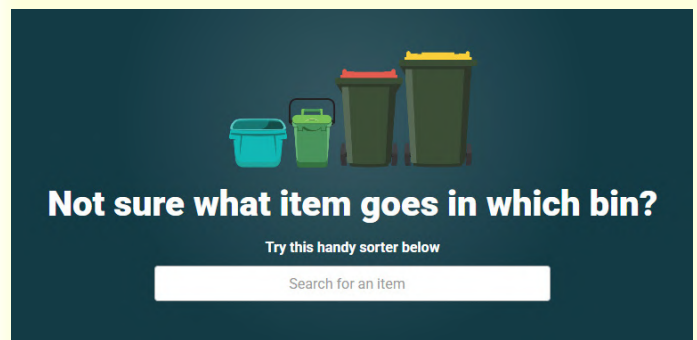 Not sure what item goes in which bin?
Try this handy sorter below
Search for an item